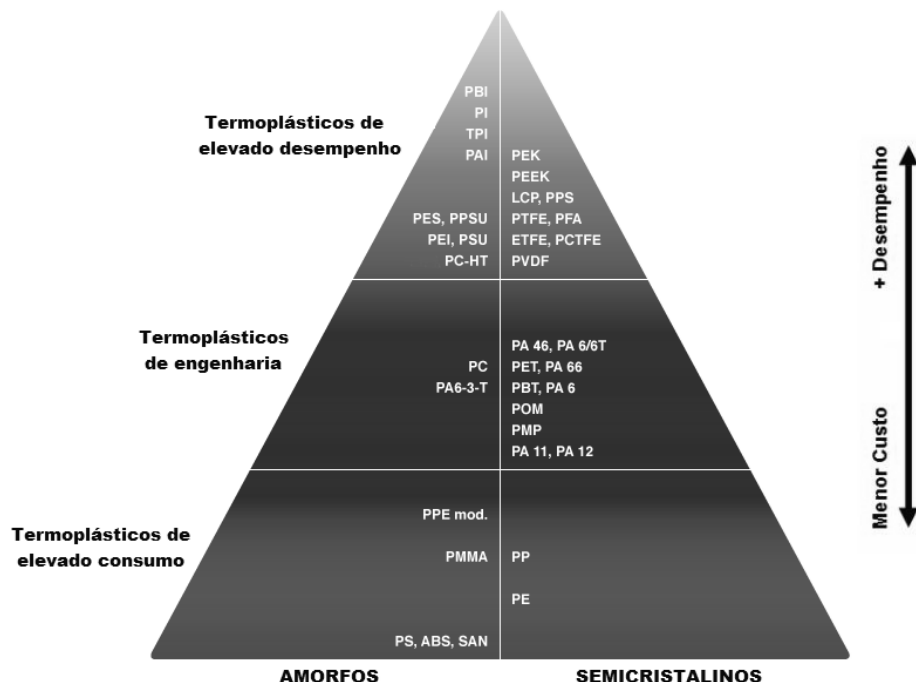 PBI
Termoplásticos de
elevado desempenho
PI
TPI
PAI
PEK
PEEK
LCP, PPS
PES, PPSU
PTFE, PFA
PEI, PSU
ETFE, PCTFE
PC-HT
PVDF
+ Desempenho
Menor Custo
Termoplásticos
de engenharia
PA 46, PA 6/6T
PC
PET, PA 66
PA6-3-T
PBT, PA 6
POM
PMP
PA 11, PA 12
Termoplásticos de
elevado consumo
PPE mod.
PMMA
PP
PE
PS, ABS, SAN
AMORFOS
SEMICRISTALINOS